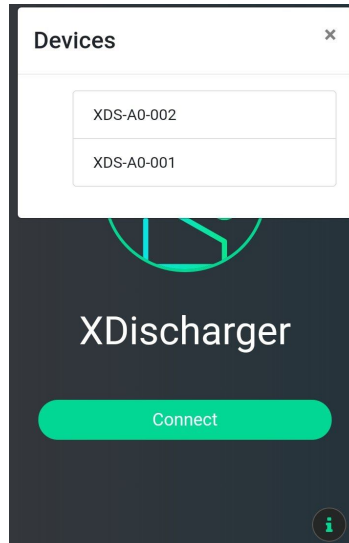 Devices ×
XDS-A0-002
XDS-A0-001
XDischarger
Connect
i